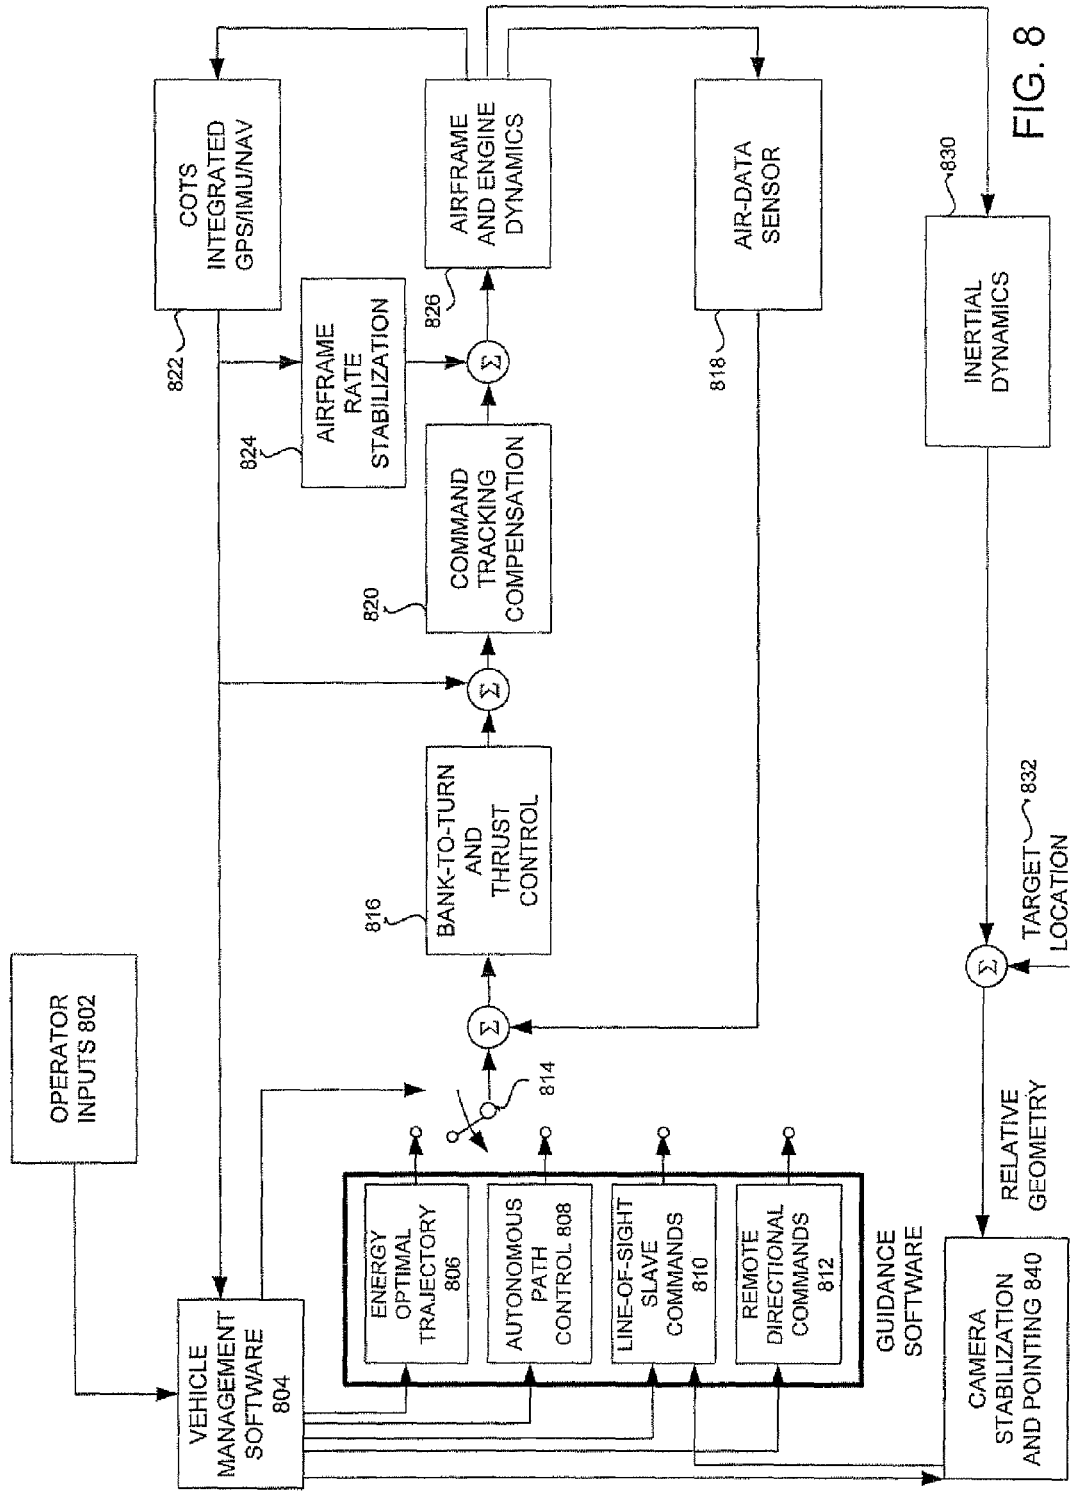 OPERATOR
INPUTS 802
VEHICLE
MANAGEMENT
SOFTWARE
804
COTS
INTEGRATED
GPS/IMU/NAV
822
AIRFRAME
RATE
STABILIZATION
824
ENERGY
OPTIMAL
TRAJECTORY
806
AUTONOMOUS
PATH
CONTROL 808
LINE-OF-SIGHT
SLAVE
COMMANDS
810
REMOTE
DIRECTIONAL
COMMANDS
812
GUIDANCE
SOFTWARE
814
Σ
BANK-TO-TURN
AND
THRUST
CONTROL
816
Σ
COMMAND
TRACKING
COMPENSATION
820
Σ
AIRFRAME
AND ENGINE
DYNAMICS
826
AIR-DATA
SENSOR
818
CAMERA
STABILIZATION
AND POINTING 840
RELATIVE
GEOMETRY
Σ
TARGET
LOCATION
832
INERTIAL
DYNAMICS
830
FIG. 8